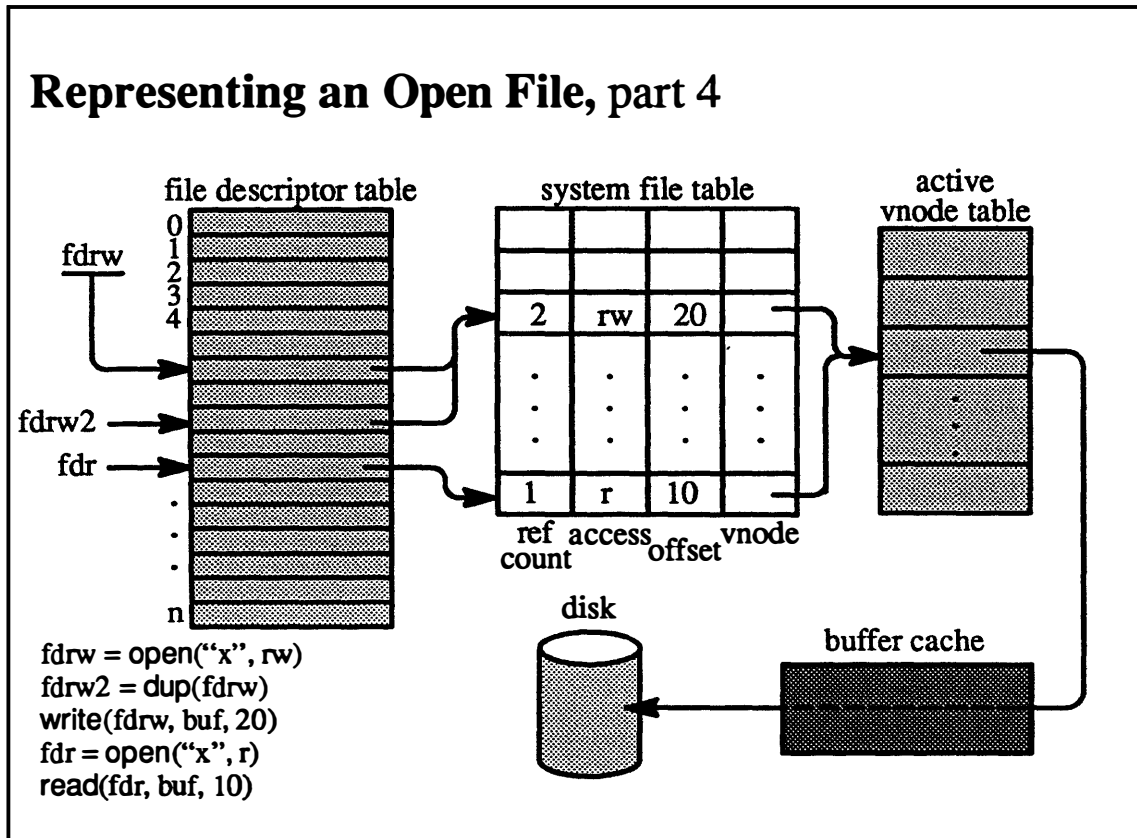 Representing an Open File, part 4
file descriptor table
system file table
active
vnode table
0
1
2
3
4
fdrw
fdrw2
fdr
.
.
.
n
2 rw 20
. . . .
. . . .
. . . .
1 r 10
ref
count
access
offset
vnode
.
.
.
disk
buffer cache
fdrw = open(“x”, rw)
fdrw2 = dup(fdrw)
write(fdrw, buf, 20)
fdr = open(“x”, r)
read(fdr, buf, 10)